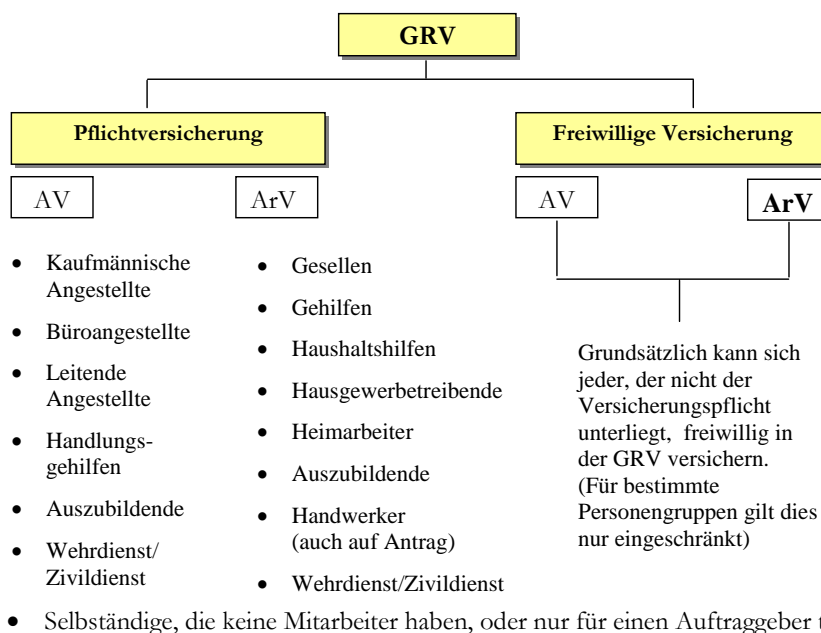 GRV
Pflichtversicherung
Freiwillige Versicherung
AV
ArV
AV
ArV
• Kaufmännische
Angestellte
• Büroangestellte
• Leitende
Angestellte
• Handlungs-
gehilfen
• Auszubildende
• Wehrdienst/
Zivildienst
• Gesellen
• Gehilfen
• Haushaltshilfen
• Hausgewerbetreibende
• Heimarbeiter
• Auszubildende
• Handwerker
(auch auf Antrag)
• Wehrdienst/Zivildienst
Grundsätzlich kann sich
jeder, der nicht der
Versicherungspflicht
unterliegt, freiwillig in
der GRV versichern.
(Für bestimmte
Personengruppen gilt dies
nur eingeschränkt)
• Selbständige, die keine Mitarbeiter haben, oder nur für einen Auftraggeber